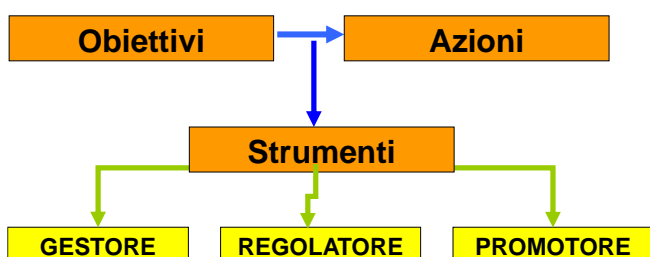 Obiettivi
Azioni
Strumenti
GESTORE
REGOLATORE
PROMOTORE